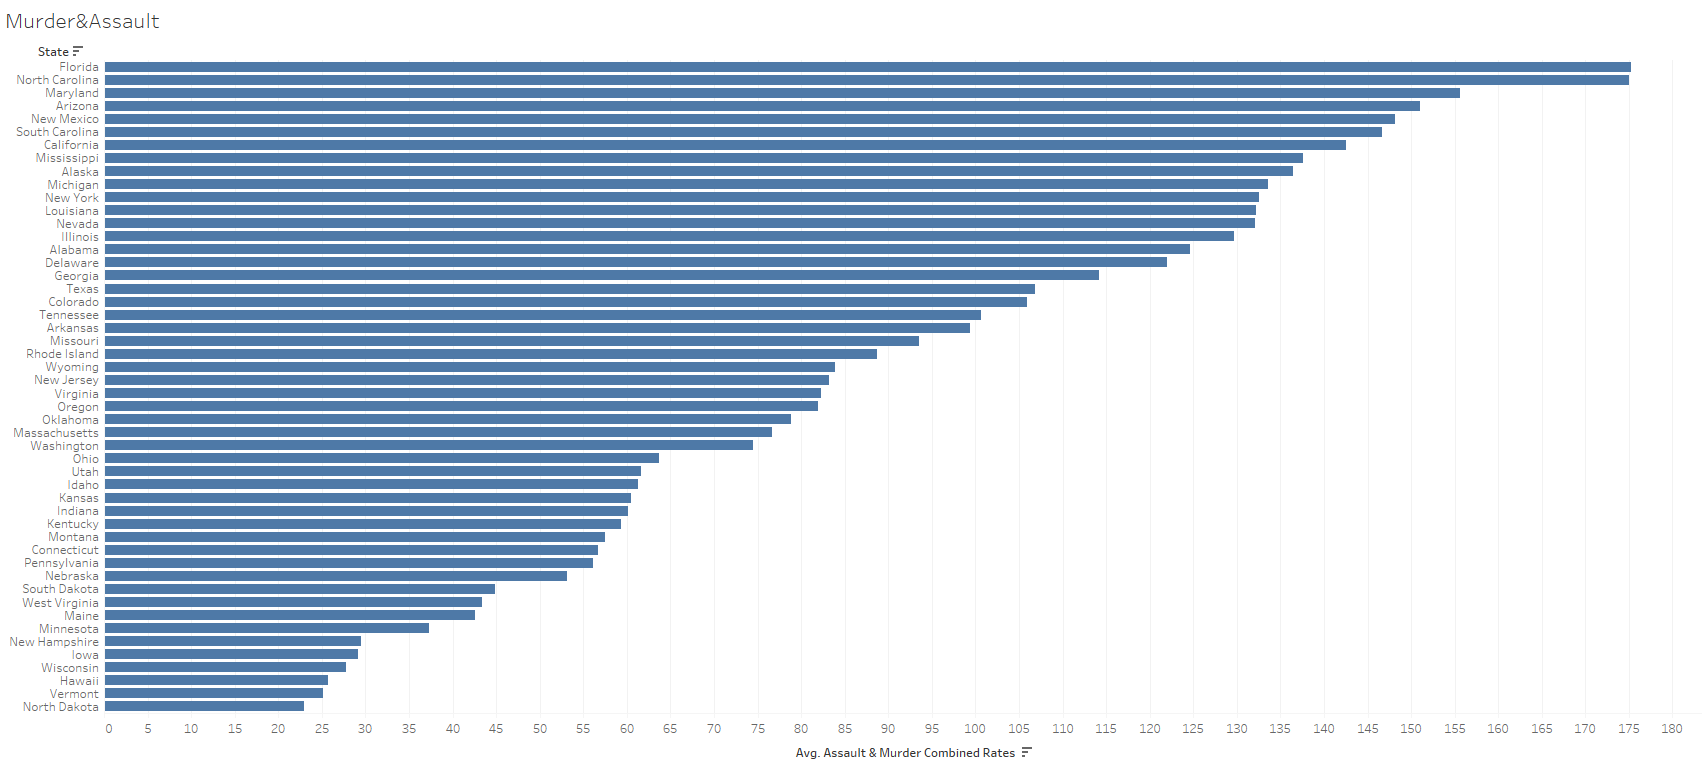 Murder&Assault
State
Florida
North Carolina
Maryland
Arizona
New Mexico
South Carolina
California
Mississippi
Alaska
Michigan
New York
Louisiana
Nevada
Illinois
Alabama
Delaware
Georgia
Texas
Colorado
Tennessee
Arkansas
Missouri
Rhode Island
Wyoming
New Jersey
Virginia
Oregon
Oklahoma
Massachusetts
Washington
Ohio
Utah
Idaho
Kansas
Indiana
Kentucky
Montana
Connecticut
Pennsylvania
Nebraska
South Dakota
West Virginia
Maine
Minnesota
New Hampshire
Iowa
Wisconsin
Hawaii
Vermont
North Dakota
0 5 10 15 20 25 30 35 40 45 50 55 60 65 70 75 80 85 90 95 100 105 110 115 120 125 130 135 140 145 150 155 160 165 170 175 180
Avg. Assault & Murder Combined Rates